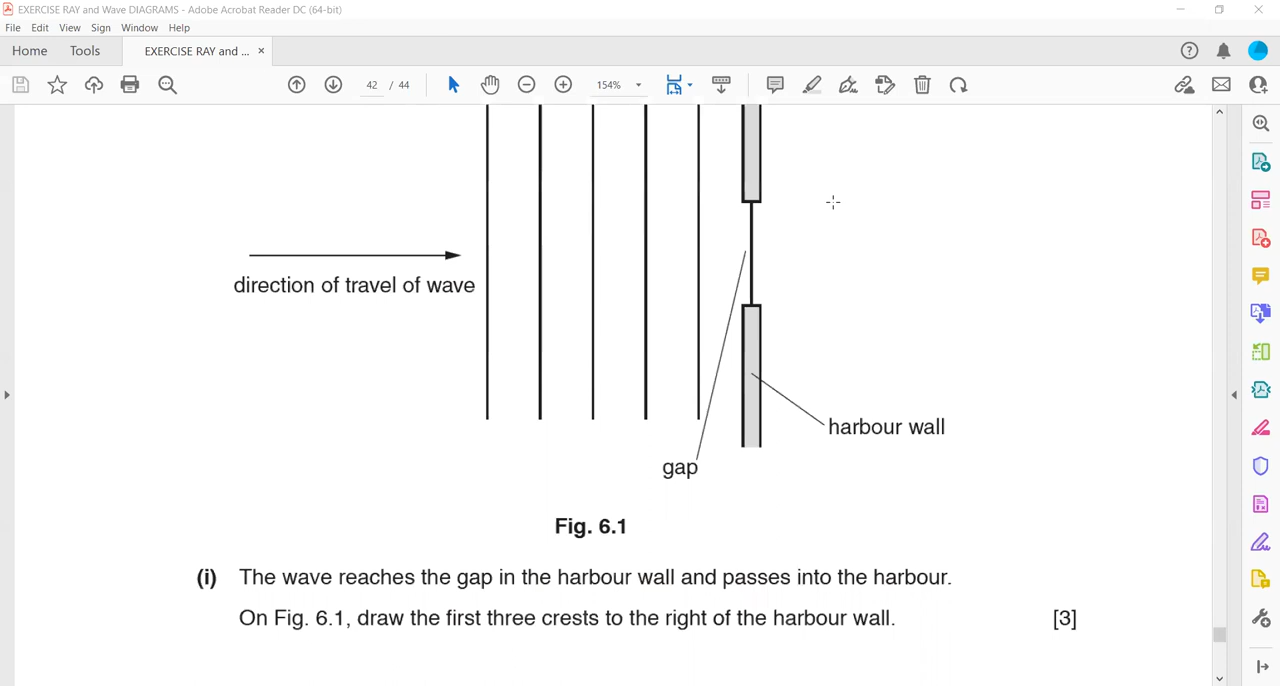 EXERCISE RAY and Wave DIAGRAMS - Adobe Acrobat Reader DC (64-bit)
File Edit View Sign Window Help
Home Tools EXERCISE RAY and ... ×
42 / 44 154%
direction of travel of wave
harbour wall
gap
Fig. 6.1
(i) The wave reaches the gap in the harbour wall and passes into the harbour.
On Fig. 6.1, draw the first three crests to the right of the harbour wall. [3]